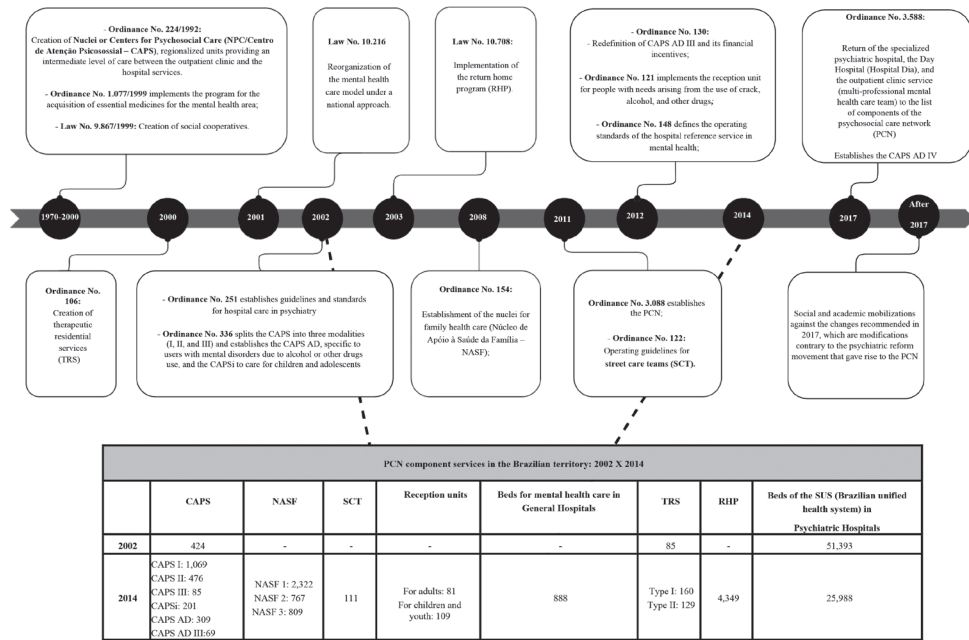 - Ordinance No. 224/1992:
Creation of Nuclei or Centers for Psychosocial Care (NPC/Centro
de Atenção Psicosossial – CAPS), regionalized units providing an
intermediate level of care between the outpatient clinic and the
hospital services.
- Ordinance No. 1.077/1999 implements the program for the
acquisition of essential medicines for the mental health area;
- Law No. 9.867/1999: Creation of social cooperatives.
Law No. 10.216
Reorganization of
the mental health
care model under a
national approach.
Law No. 10.708:
Implementation of
the return home
program (RHP).
- Ordinance No. 130:
- Redefinition of CAPS AD III and its financial
incentives;
- Ordinance No. 121 implements the reception unit
for people with needs arising from the use of crack,
alcohol, and other drugs;
- Ordinance No. 148 defines the operating
standards of the hospital reference service in
mental health;
Ordinance No. 3.588:
Return of the specialized
psychiatric hospital, the Day
Hospital (Hospital Dia), and
the outpatient clinic service
(multi-professional mental
health care team) to the list
of components of the
psychosocial care network
(PCN)
Establishes the CAPS AD IV
1970-2000
2000
2001
2002
2003
2008
2011
2012
2014
2017
After
2017
Ordinance No.
106:
Creation of
therapeutic
residential
services
(TRS)
- Ordinance No. 251 establishes guidelines and standards
for hospital care in psychiatry
- Ordinance No. 336 splits the CAPS into three modalities
(I, II, and III) and establishes the CAPS AD, specific to
users with mental disorders due to alcohol or other drugs
use, and the CAPSi to care for children and adolescents
Ordinance No. 154:
Establishment of the nuclei for
family health care (Núcleo de
Apóio à Saúde da Família –
NASF);
Ordinance No. 3.088 establishes
the PCN;
- Ordinance No. 122:
Operating guidelines for
street care teams (SCT).
Social and academic mobilizations
against the changes recommended in
2017, which are modifications
contrary to the psychiatric reform
movement that gave rise to the PCN
PCN component services in the Brazilian territory: 2002 X 2014
CAPS
NASF
SCT
Reception units
Beds for mental health care in
General Hospitals
TRS
RHP
Beds of the SUS (Brazilian unified
health system) in
Psychiatric Hospitals
2002
424
-
-
-
-
85
-
51,393
2014
CAPS I: 1,069
CAPS II: 476
CAPS III: 85
CAPSi: 201
CAPS AD: 309
CAPS AD III:69
NASF 1: 2,322
NASF 2: 767
NASF 3: 809
111
For adults: 81
For children and
youth: 109
888
Type I: 160
Type II: 129
4,349
25,988